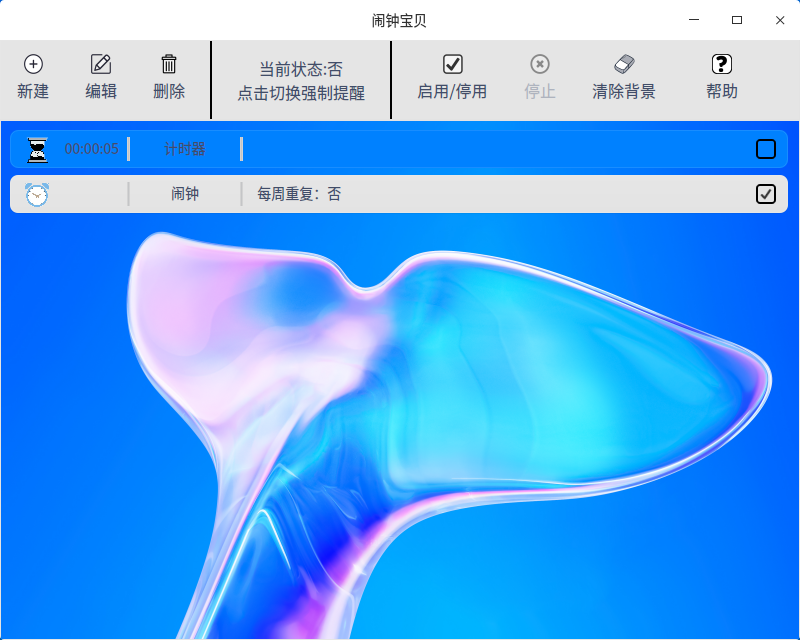 闹钟宝贝
新建
编辑
删除
当前状态:否
点击切换强制提醒
启用/停用
停止
清除背景
帮助
00:00:05
计时器
闹钟
每周重复：否